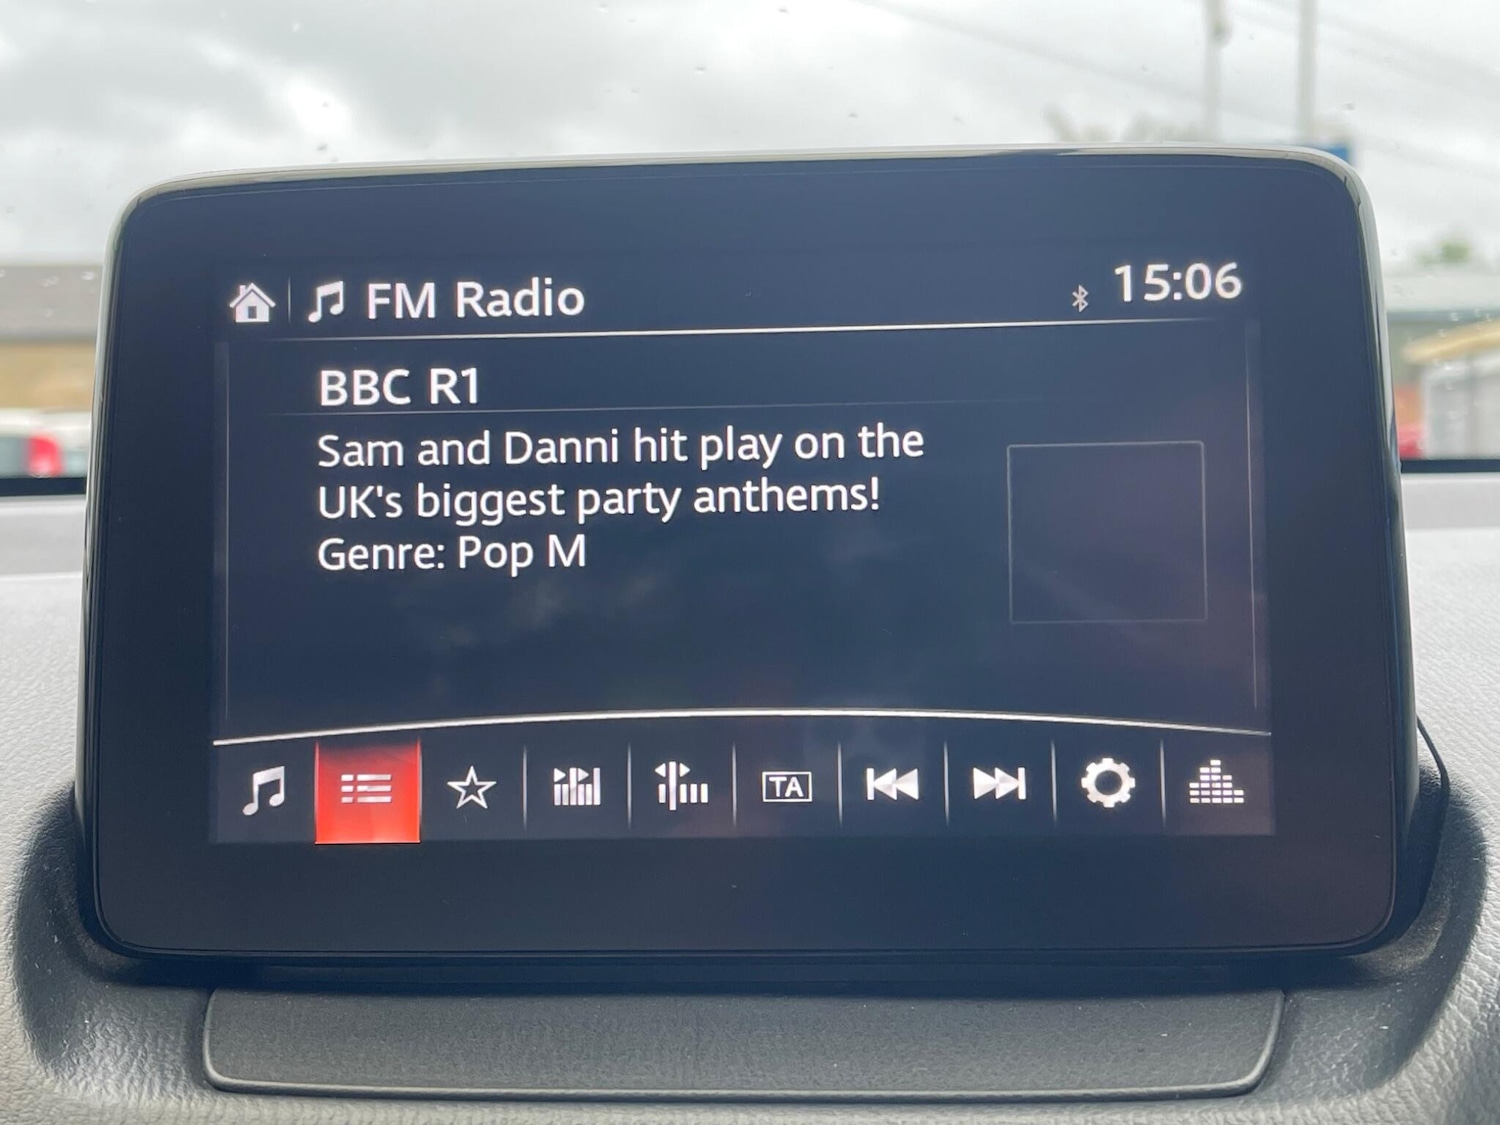 FM Radio
15:06
BBC R1
Sam and Danni hit play on the
UK's biggest party anthems!
Genre: Pop M
TA